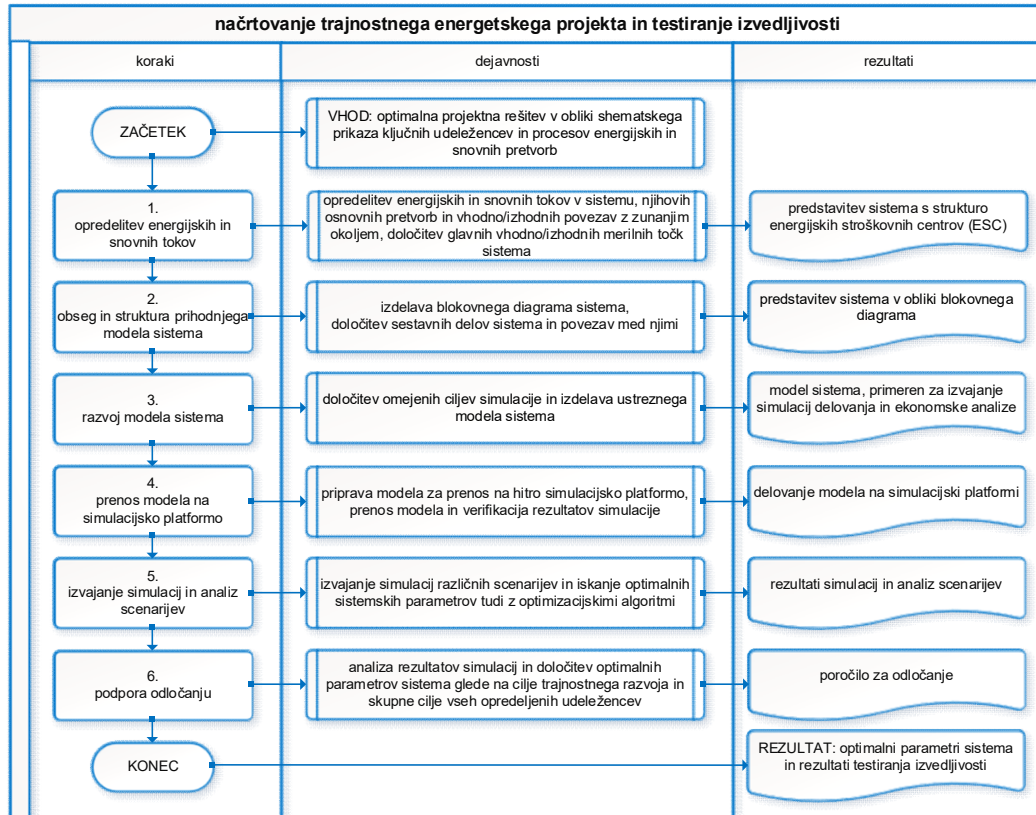 načrtovanje trajnostnega energetskega projekta in testiranje izvedljivosti
koraki
dejavnosti
rezultati
ZAČETEK
VHOD: optimalna projektna rešitev v obliki shematskega
prikaza ključnih udeležencev in procesov energijskih in
snovnih pretvorb
1.
opredelitev energijskih in
snovnih tokov
opredelitev energijskih in snovnih tokov v sistemu, njihovih
osnovnih pretvorb in vhodno/izhodnih povezav z zunanjim
okoljem, določitev glavnih vhodno/izhodnih merilnih točk
sistema
predstavitev sistema s strukturo
energijskih stroškovnih centrov (ESC)
2.
obseg in struktura prihodnjega
modela sistema
izdelava blokovnega diagrama sistema,
določitev sestavnih delov sistema in povezav med njimi
predstavitev sistema v obliki blokovnega
diagrama
3.
razvoj modela sistema
določitev omejenih ciljev simulacije in izdelava ustreznega
modela sistema
model sistema, primeren za izvajanje
simulacij delovanja in ekonomske analize
4.
prenos modela na
simulacijsko platformo
priprava modela za prenos na hitro simulacijsko platformo,
prenos modela in verifikacija rezultatov simulacije
delovanje modela na simulacijski platformi
5.
izvajanje simulacij in analiz
scenarijev
izvajanje simulacij različnih scenarijev in iskanje optimalnih
sistemskih parametrov tudi z optimizacijskimi algoritmi
rezultati simulacij in analiz scenarijev
6.
podpora odločanju
analiza rezultatov simulacij in določitev optimalnih
parametrov sistema glede na cilje trajnostnega razvoja in
skupne cilje vseh opredeljenih udeležencev
poročilo za odločanje
KONEC
REZULTAT: optimalni parametri sistema
in rezultati testiranja izvedljivosti